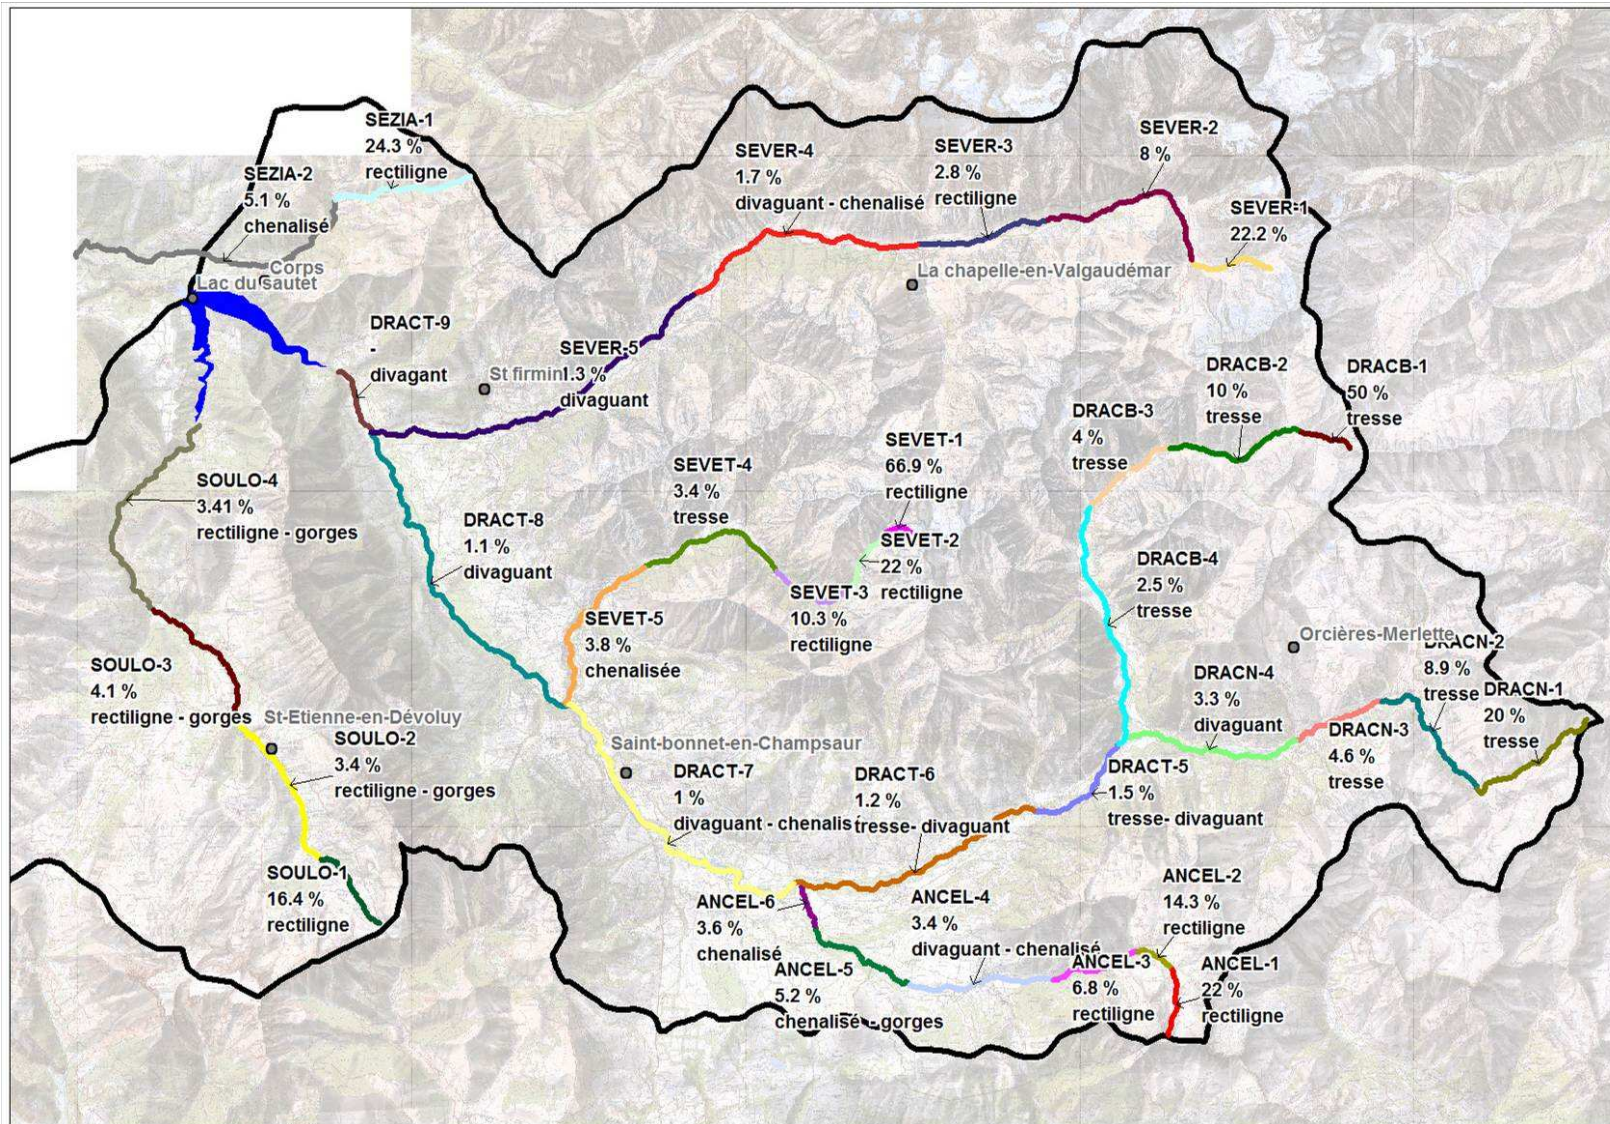 SEZIA-1
24.3 %
rectiligne
SEZIA-2
5.1 %
chenalisé
Corps
Lac du sautet
SEVER-4
1.7 %
divaguant - chenalisé
SEVER-3
2.8 %
rectiligne
SEVER-2
8 %
SEVER-1
22.2 %
La chapelle-en-Valgaudémar
DRACT-9
-
divagant
St firmin
SEVER-5
1.3 %
divaguant
DRACB-2
10 %
tresse
DRACB-1
50 %
tresse
DRACB-3
4 %
tresse
SEVET-1
66.9 %
rectiligne
SEVET-4
3.4 %
tresse
SEVET-2
22 %
rectiligne
SOULO-4
3.41 %
rectiligne - gorges
DRACT-8
1.1 %
divaguant
DRACB-4
2.5 %
tresse
SEVET-3
10.3 %
rectiligne
SEVET-5
3.8 %
chenalisée
Orcières-Merlette
DRACN-2
8.9 %
tresse
SOULO-3
4.1 %
rectiligne - gorges
DRACN-4
3.3 %
divaguant
DRACN-1
20 %
tresse
St-Etienne-en-Dévoluy
SOULO-2
3.4 %
rectiligne - gorges
DRACN-3
4.6 %
tresse
Saint-bonnet-en-Champsaur
DRACT-7
1 %
divaguant - chenalisé
DRACT-6
1.2 %
tresse- divaguant
DRACT-5
1.5 %
tresse- divaguant
SOULO-1
16.4 %
rectiligne
ANCEL-6
3.6 %
chenalisé
ANCEL-4
3.4 %
divaguant - chenalisé
ANCEL-2
14.3 %
rectiligne
ANCEL-5
5.2 %
chenalisé - gorges
ANCEL-3
6.8 %
rectiligne
ANCEL-1
22 %
rectiligne